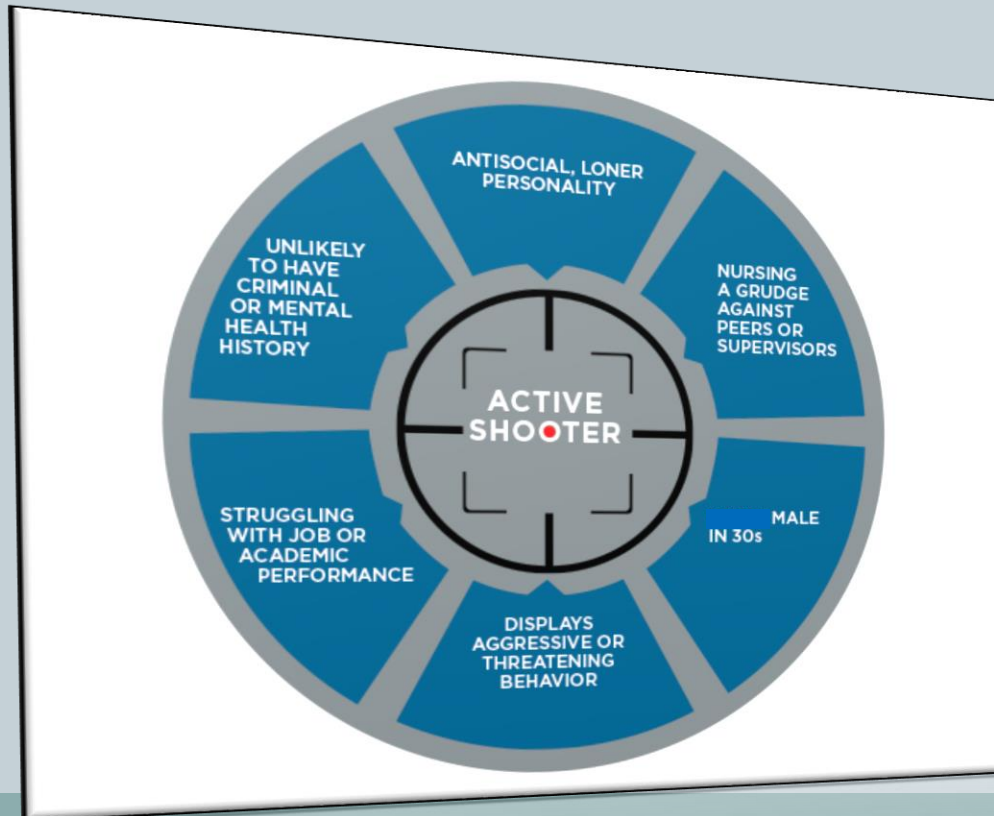 ANTISOCIAL, LONER
PERSONALITY
NURSING
A GRUDGE
AGAINST
PEERS OR
SUPERVISORS
MALE
IN 30s
DISPLAYS
AGGRESSIVE OR
THREATENING
BEHAVIOR
STRUGGLING
WITH JOB OR
ACADEMIC
PERFORMANCE
UNLIKELY
TO HAVE
CRIMINAL
OR MENTAL
HEALTH
HISTORY
ACTIVE
SHOOTER